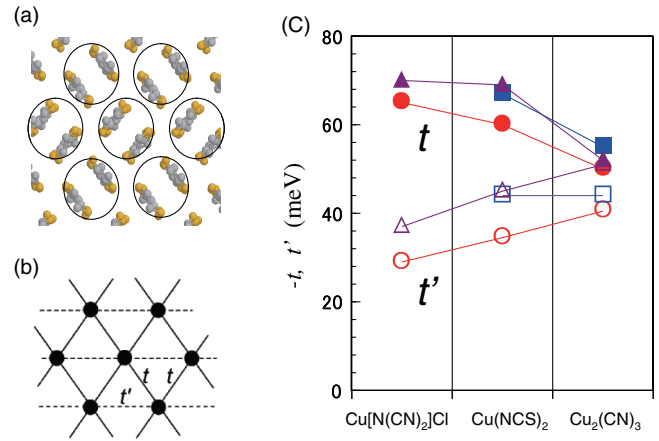 (a)
(b)
t
t
t'
(C)
-t, t' (meV)
80
60
40
20
0
t
t'
Cu[N(CN)₂]Cl
Cu(NCS)₂
Cu₂(CN)₃